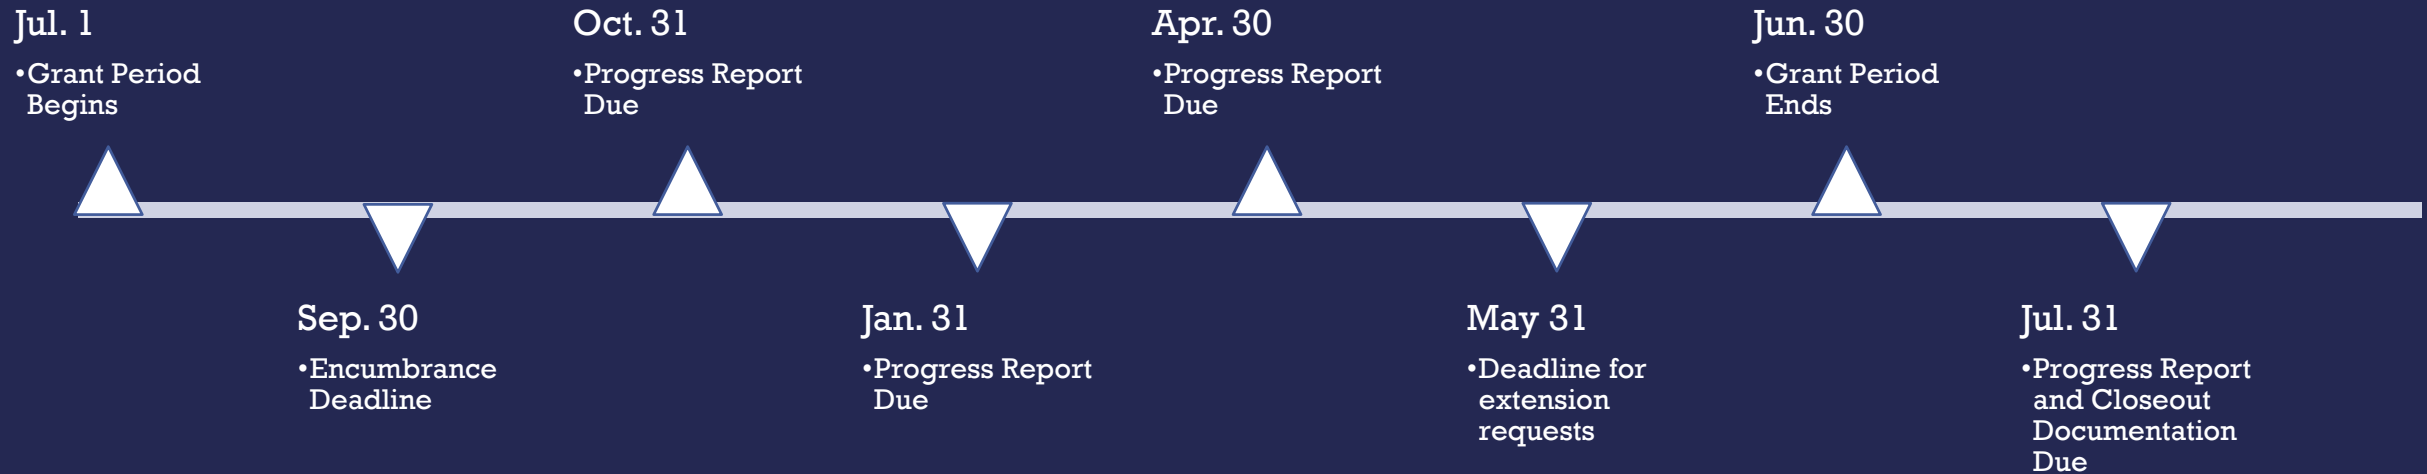 Jul. 1
•Grant Period
Begins
Sep. 30
•Encumbrance
Deadline
Oct. 31
•Progress Report
Due
Jan. 31
•Progress Report
Due
Apr. 30
•Progress Report
Due
May 31
•Deadline for
extension
requests
Jun. 30
•Grant Period
Ends
Jul. 31
•Progress Report
and Closeout
Documentation
Due